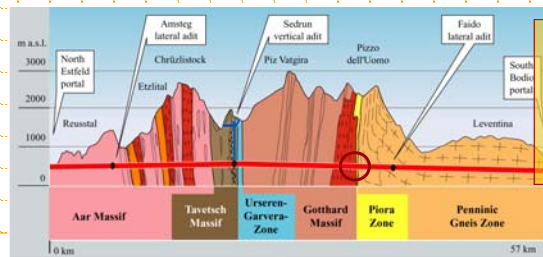 Amsteg
lateral adit
Sedrun
vertical adit
Faido
lateral adit
m a.s.l.
North
Estfeld
portal
Chrüzlistock
Piz Vatgira
Pizzo
dell'Uomo
South
Bodio
portal
3000
Etzlital
2000
Reusstal
Leventina
1000
0
Aar Massif
Tavetsch
Massif
Urseren-
Garvera-
Zone
Gotthard
Massif
Piora
Zone
Penninic
Gneis Zone
0 km
57 km